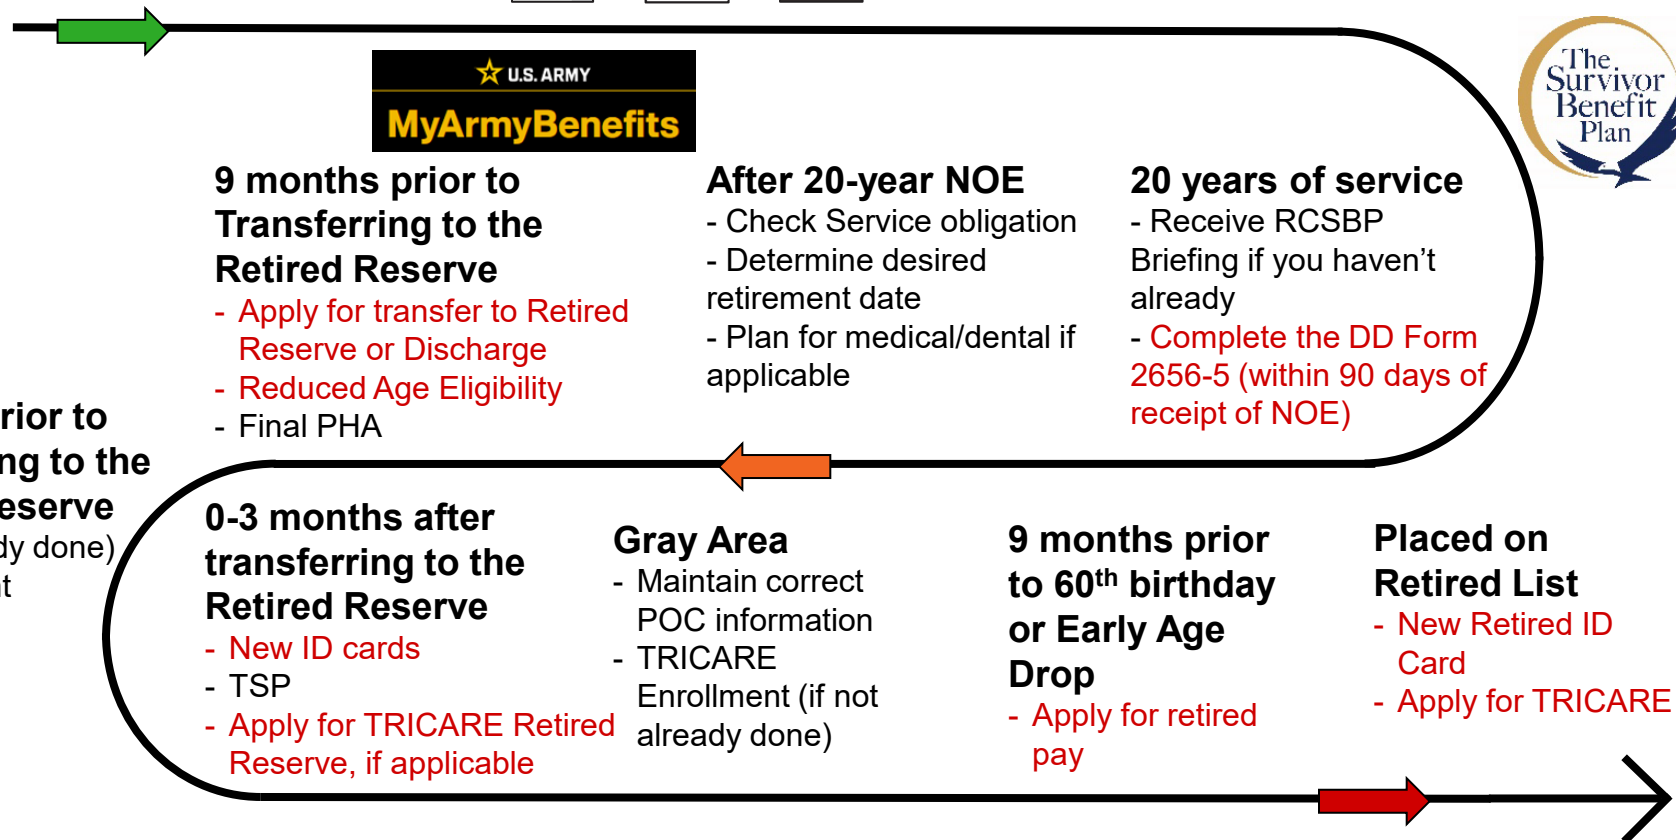 U.S. ARMY
MyArmyBenefits
The
Survivor
Benefit
Plan
9 months prior to
Transferring to the
Retired Reserve
- Apply for transfer to Retired
Reserve or Discharge
- Reduced Age Eligibility
- Final PHA
After 20-year NOE
- Check Service obligation
- Determine desired
retirement date
- Plan for medical/dental if
applicable
20 years of service
- Receive RCSBP
Briefing if you haven’t
already
- Complete the DD Form
2656-5 (within 90 days of
receipt of NOE)
to
to the
done)
0-3 months after
transferring to the
Retired Reserve
- New ID cards
- TSP
- Apply for TRICARE Retired
Reserve, if applicable
Gray Area
- Maintain correct
POC information
- TRICARE
Enrollment (if not
already done)
9 months prior
to 60th birthday
or Early Age
Drop
- Apply for retired
pay
Placed on
Retired List
- New Retired ID
Card
- Apply for TRICARE